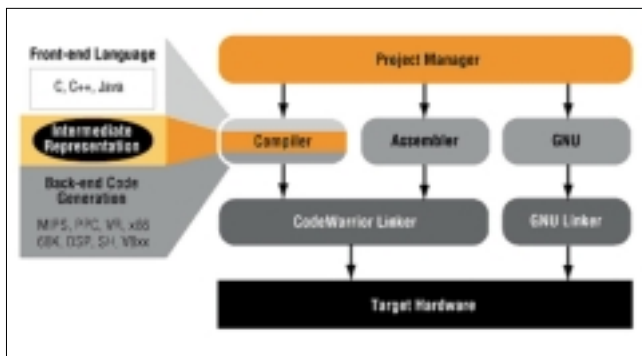 Front-end Language
C, C++, Java
Intermediate
Representation
Back-end Code
Generation
MIPS, PPC, VR, x86
68K, DSP, SH, V8xx
Project Manager
Compiler
Assembler
GNU
CodeWarrior Linker
GNU Linker
Target Hardware